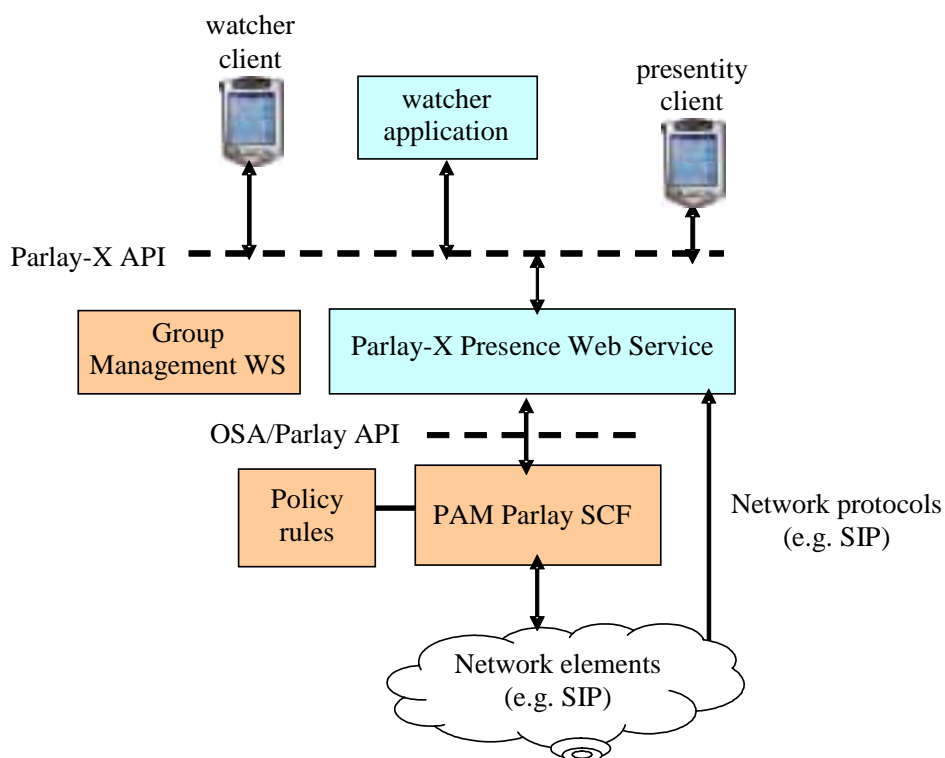 watcher
client
watcher
application
presentity
client
Parlay-X API
Group
Management WS
Parlay-X Presence Web Service
OSA/Parlay API
Policy
rules
PAM Parlay SCF
Network protocols
(e.g. SIP)
Network elements
(e.g. SIP)